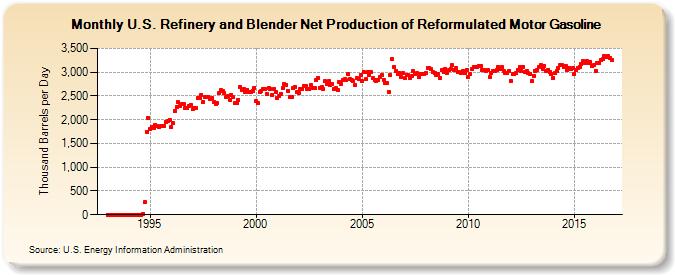 Monthly U.S. Refinery and Blender Net Production of Reformulated Motor Gasoline
Thousand Barrels per Day
3,500
3,000
2,500
2,000
1,500
1,000
500
0
1995 2000 2005 2010 2015
Source: U.S. Energy Information Administration